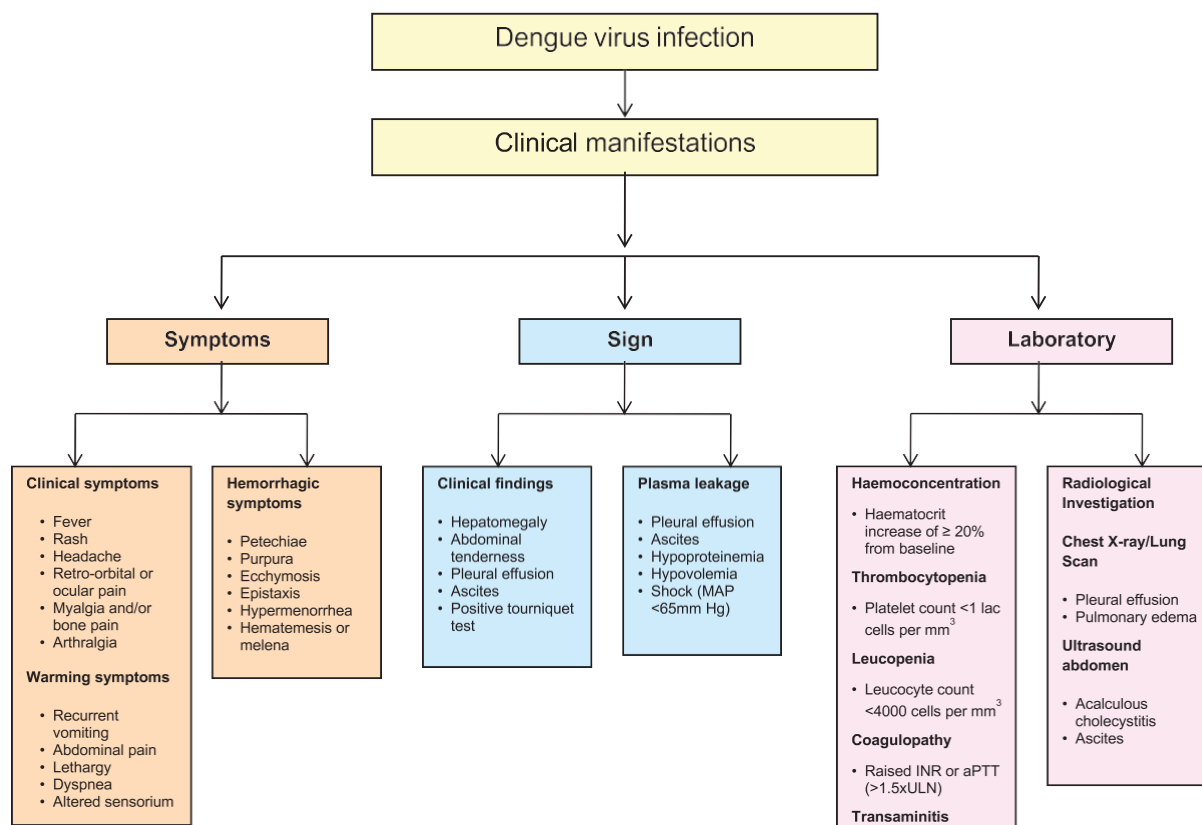 Dengue virus infection
Clinical manifestations
Symptoms
Sign
Laboratory
Clinical symptoms
• Fever
• Rash
• Headache
• Retro-orbital or
ocular pain
• Myalgia and/or
bone pain
• Arthralgia
Warming symptoms
• Recurrent
vomiting
• Abdominal pain
• Lethargy
• Dyspnea
• Altered sensorium
Hemorrhagic
symptoms
• Petechiae
• Purpura
• Ecchymosis
• Epistaxis
• Hypermenorrhea
• Hematemesis or
melena
Clinical findings
• Hepatomegaly
• Abdominal
tenderness
• Pleural effusion
• Ascites
• Positive tourniquet
test
Plasma leakage
• Pleural effusion
• Ascites
• Hypoproteinemia
• Hypovolemia
• Shock (MAP
<65mm Hg)
Haemoconcentration
• Haematocrit
increase of ≥ 20%
from baseline
Thrombocytopenia
• Platelet count <1 lac
cells per mm³
Leucopenia
• Leucocyte count
<4000 cells per mm³
Coagulopathy
• Raised INR or aPTT
(>1.5xULN)
Transaminitis
Radiological
Investigation
Chest X-ray/Lung
Scan
• Pleural effusion
• Pulmonary edema
Ultrasound
abdomen
• Acalculous
cholecystitis
• Ascites